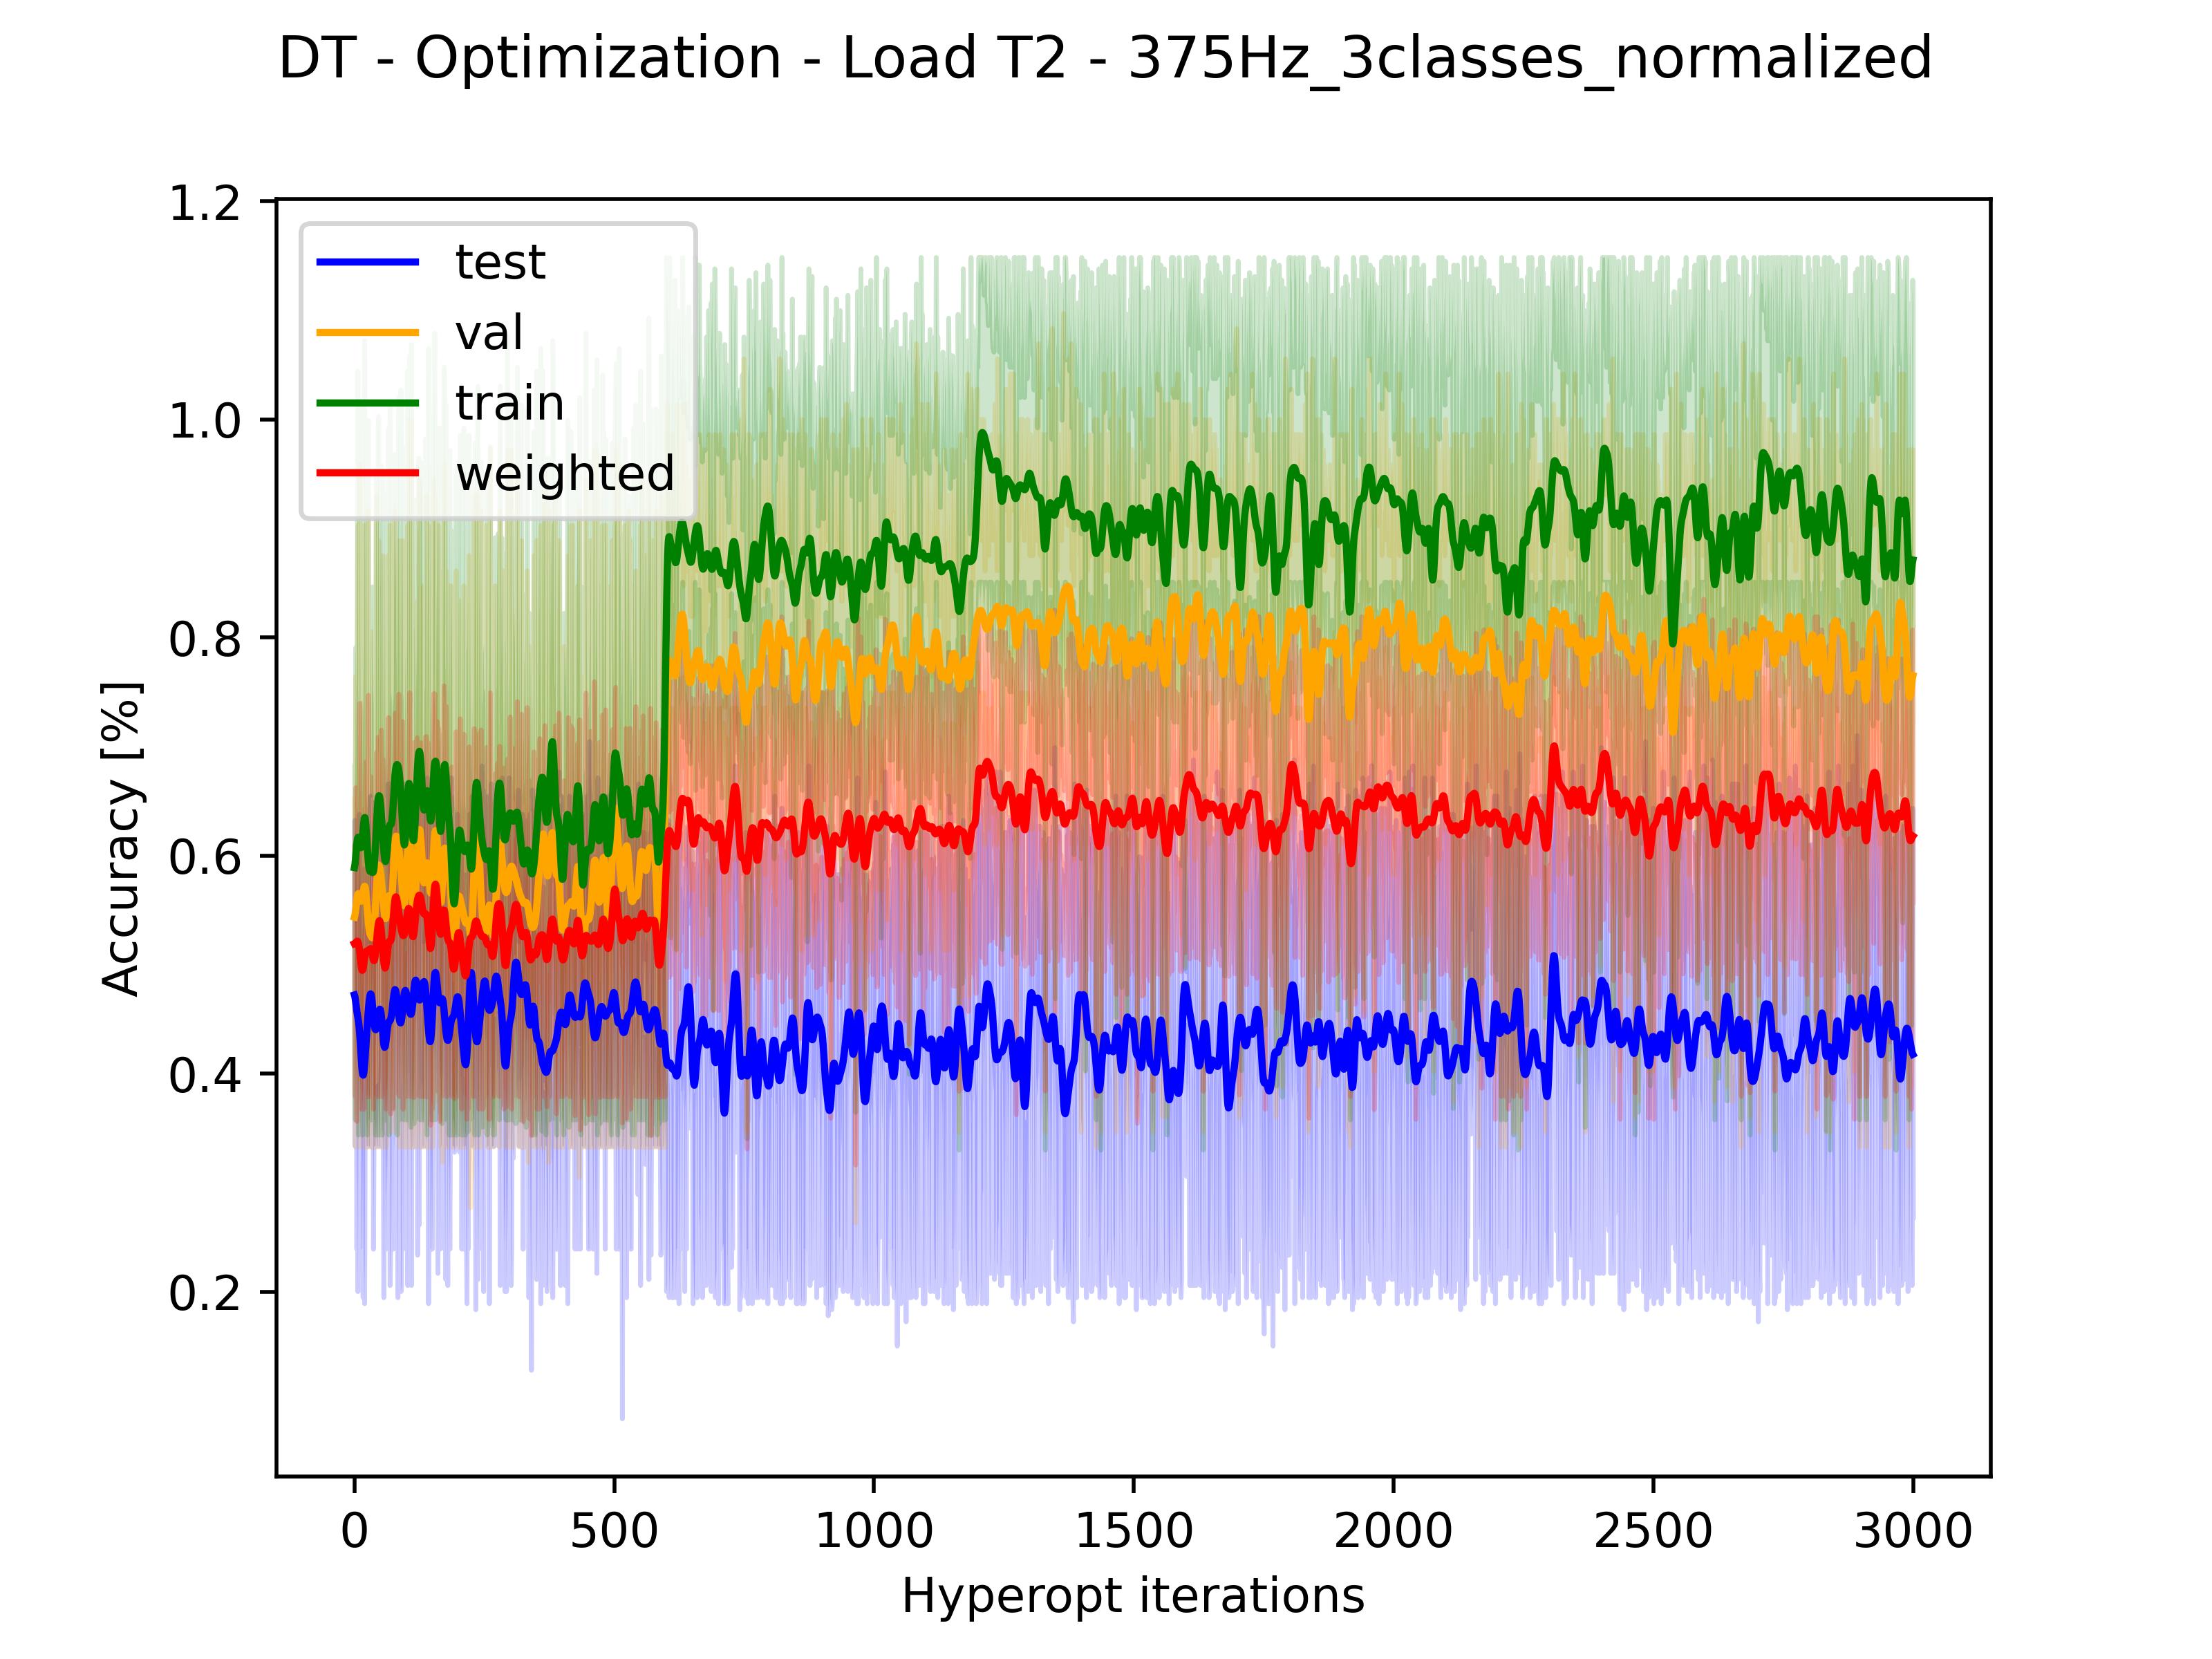 DT - Optimization - Load T2 - 375Hz_3classes_normalized
1.2
1.0
0.8
0.6
0.4
0.2
Accuracy [%]
test
val
train
weighted
0 500 1000 1500 2000 2500 3000
Hyperopt iterations